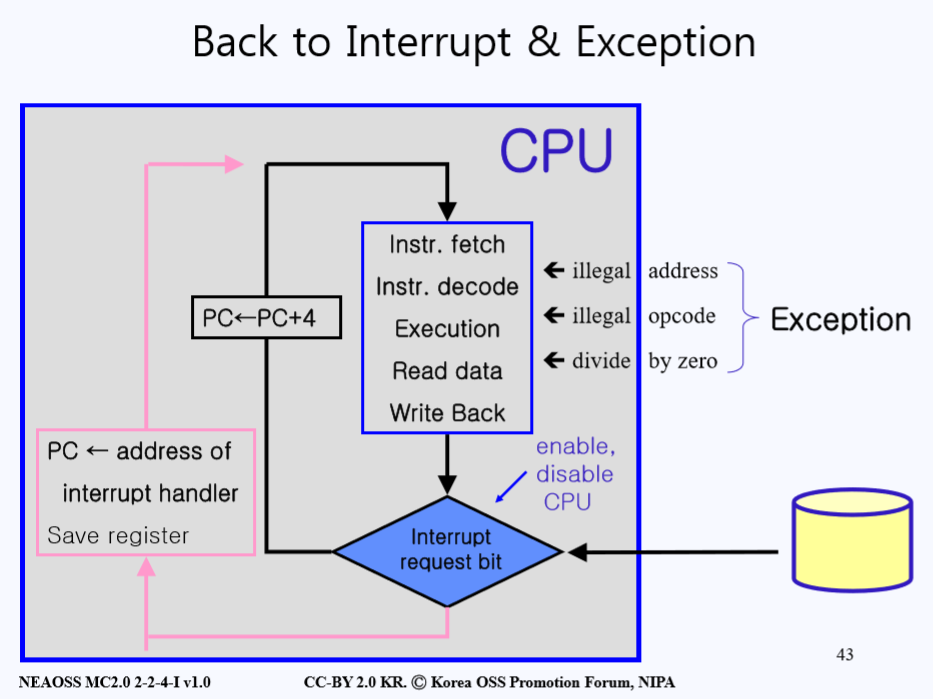 Back to Interrupt & Exception
CPU
Instr. fetch
Instr. decode
Execution
Read data
Write Back
← illegal address
← illegal opcode
← divide by zero
Exception
PC←PC+4
PC ← address of
interrupt handler
Save register
enable,
disable
CPU
Interrupt
request bit
43
NEAOSS MC2.0 2-2-4-I v1.0
CC-BY 2.0 KR. Ⓒ Korea OSS Promotion Forum, NIPA